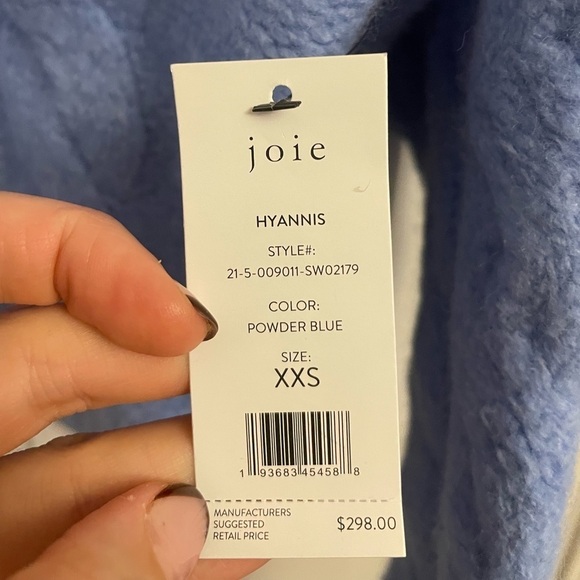 joie
HYANNIS
STYLE#:
21-5-009011-SW02179
COLOR:
POWDER BLUE
SIZE:
XXS
1 93683 45458 8
MANUFACTURERS
SUGGESTED
RETAIL PRICE
$298.00